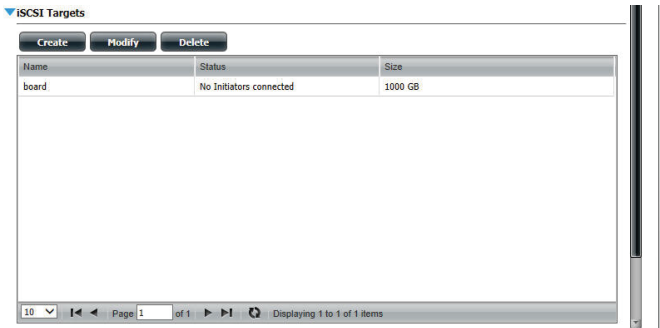 iSCSI Targets
Create Modify Delete
Name Status Size
board No Initiators connected 1000 GB
10 Page 1 of 1 Displaying 1 to 1 of 1 items